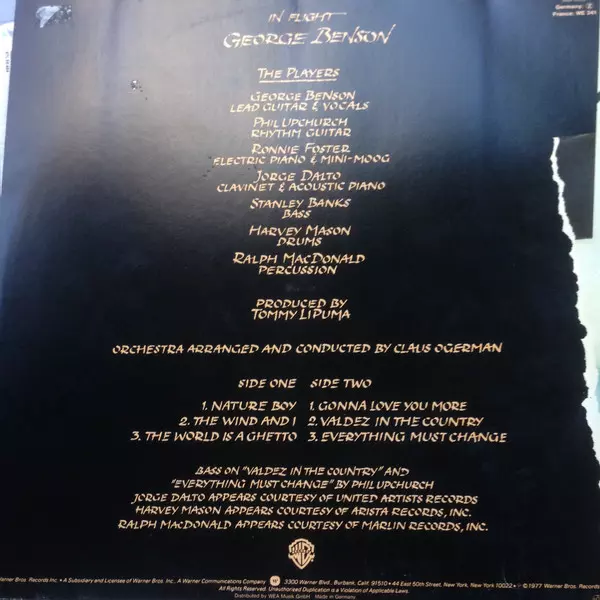 Germany: Z
France: WE 341
IN FLIGHT
GEORGE BENSON
THE PLAYERS
GEORGE BENSON
LEAD GUITAR & VOCALS
PHIL UPCHURCH
RHYTHM GUITAR
RONNIE FOSTER
ELECTRIC PIANO & MINI-MOOG
JORGE DALTO
CLAVINET & ACOUSTIC PIANO
STANLEY BANKS
BASS
HARVEY MASON
DRUMS
RALPH MACDONALD
PERCUSSION
PRODUCED BY
TOMMY LIPUMA
ORCHESTRA ARRANGED AND CONDUCTED BY CLAUS OGERMAN
SIDE ONE SIDE TWO
1. NATURE BOY 1. GONNA LOVE YOU MORE
2. THE WIND AND I 2. VALDEZ IN THE COUNTRY
3. THE WORLD IS A GHETTO 3. EVERYTHING MUST CHANGE
BASS ON "VALDEZ IN THE COUNTRY" AND
"EVERYTHING MUST CHANGE" BY PHIL UPCHURCH
JORGE DALTO APPEARS COURTESY OF UNITED ARTISTS RECORDS
HARVEY MASON APPEARS COURTESY OF ARISTA RECORDS, INC.
RALPH MACDONALD APPEARS COURTESY OF MARLIN RECORDS, INC.
Warner Bros. Records Inc. • A Subsidiary and Licensee of Warner Bros. Inc. A Warner Communications Company 3300 Warner Blvd., Burbank, Calif. 91510 • 44 East 50th Street, New York, New York 10022 • ℗ ©1977 Warner Bros. Records Inc.
All Rights Reserved. Unauthorized Duplication is a Violation of Applicable Laws.
Distributed by WEA Musik GmbH Made in Germany